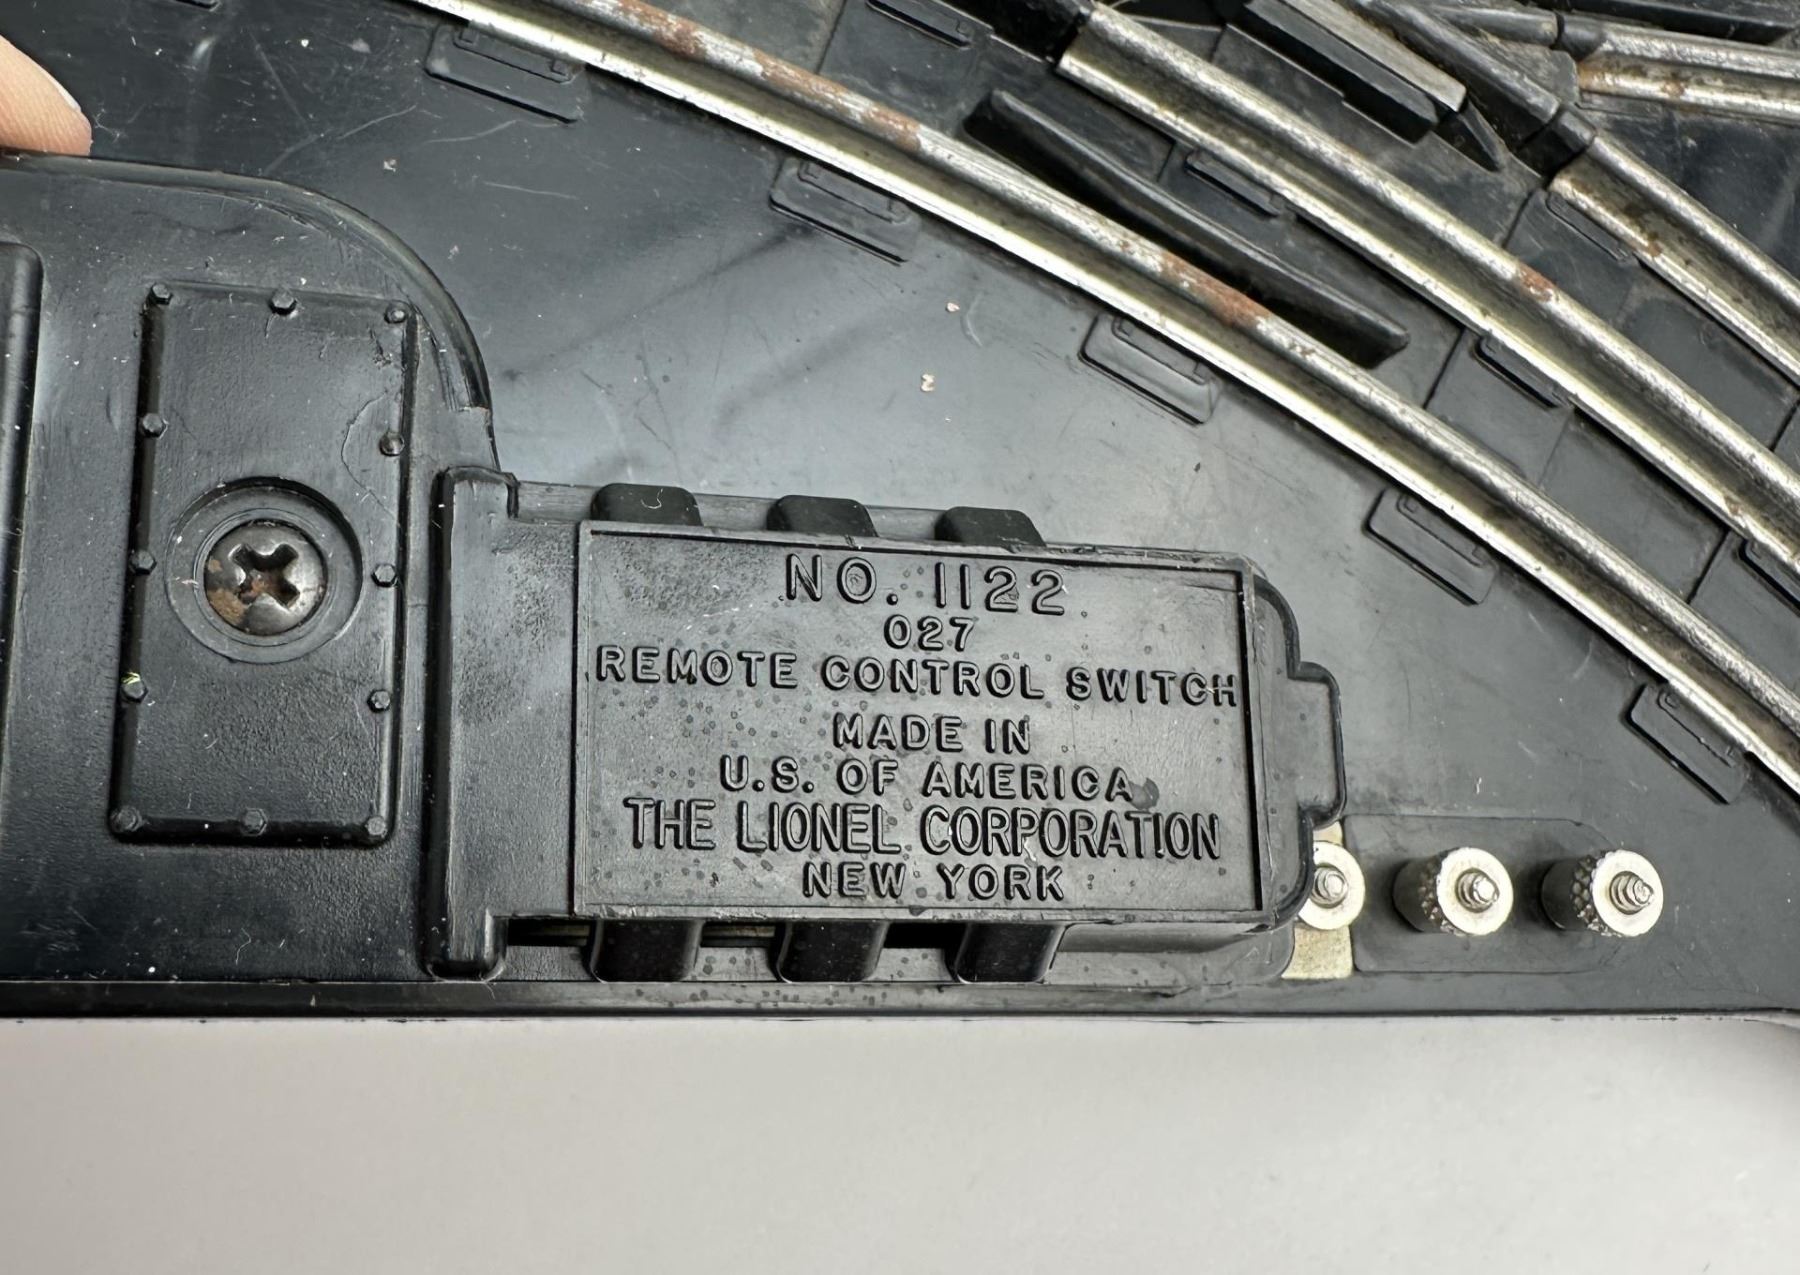 NO. 1122
027
REMOTE CONTROL SWITCH
MADE IN
U.S. OF AMERICA
THE LIONEL CORPORATION
NEW YORK